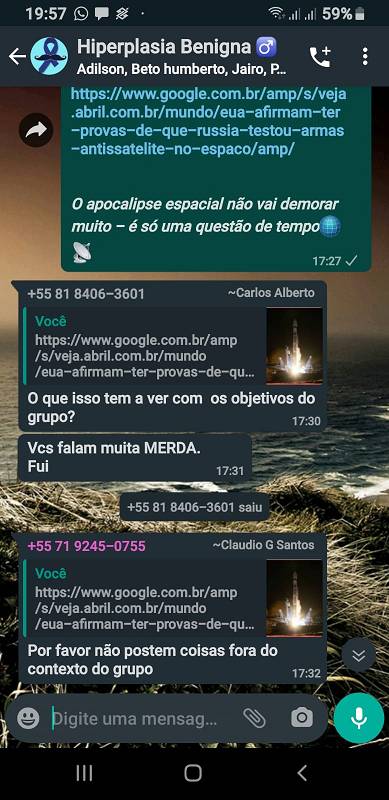 19:57
59%
Hiperplasia Benigna
Adilson, Beto humberto, Jairo, P...
https://www.google.com.br/amp/s/veja
.abril.com.br/mundo/eua-afirmam-ter
-provas-de-que-russia-testou-armas
-antissatelite-no-espaco/amp/
O apocalipse espacial não vai demorar
muito – é só uma questão de tempo🌐
📡
17:27
+55 81 8406-3601 ~Carlos Alberto
Você
https://www.google.com.br/amp
/s/veja.abril.com.br/mundo
/eua-afirmam-ter-provas-de-qu...
O que isso tem a ver com os objetivos do
grupo?
17:30
Vcs falam muita MERDA.
Fui
17:31
+55 81 8406-3601 saiu
+55 71 9245-0755 ~Claudio G Santos
Você
https://www.google.com.br/amp
/s/veja.abril.com.br/mundo
/eua-afirmam-ter-provas-de-qu...
Por favor não postem coisas fora do
contexto do grupo
17:32
Digite uma mensag...